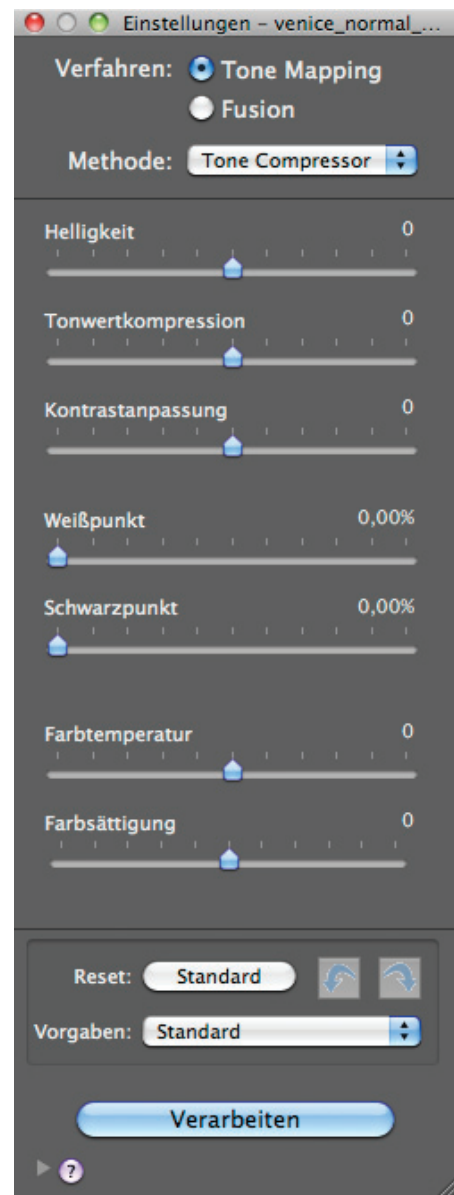 Einstellungen – venice_normal_...
Verfahren: Tone Mapping
Fusion
Methode: Tone Compressor
Helligkeit 0
Tonwertkompression 0
Kontrastanpassung 0
Weißpunkt 0,00%
Schwarzpunkt 0,00%
Farbtemperatur 0
Farbsättigung 0
Reset: Standard
Vorgaben: Standard
Verarbeiten
?